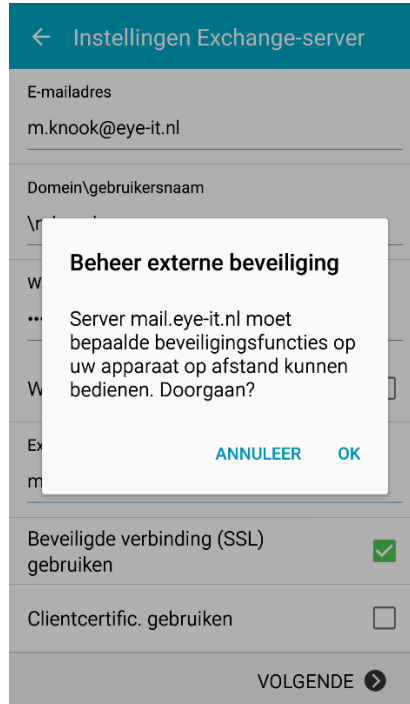 Instellingen Exchange-server
E-mailadres
m.knook@eye-it.nl
Domein\gebruikersnaam
Beheer externe beveiliging
Server mail.eye-it.nl moet
bepaalde beveiligingsfuncties op
uw apparaat op afstand kunnen
bedienen. Doorgaan?
ANNULEER OK
Beveiligde verbinding (SSL)
gebruiken
Clientcertific. gebruiken
VOLGENDE